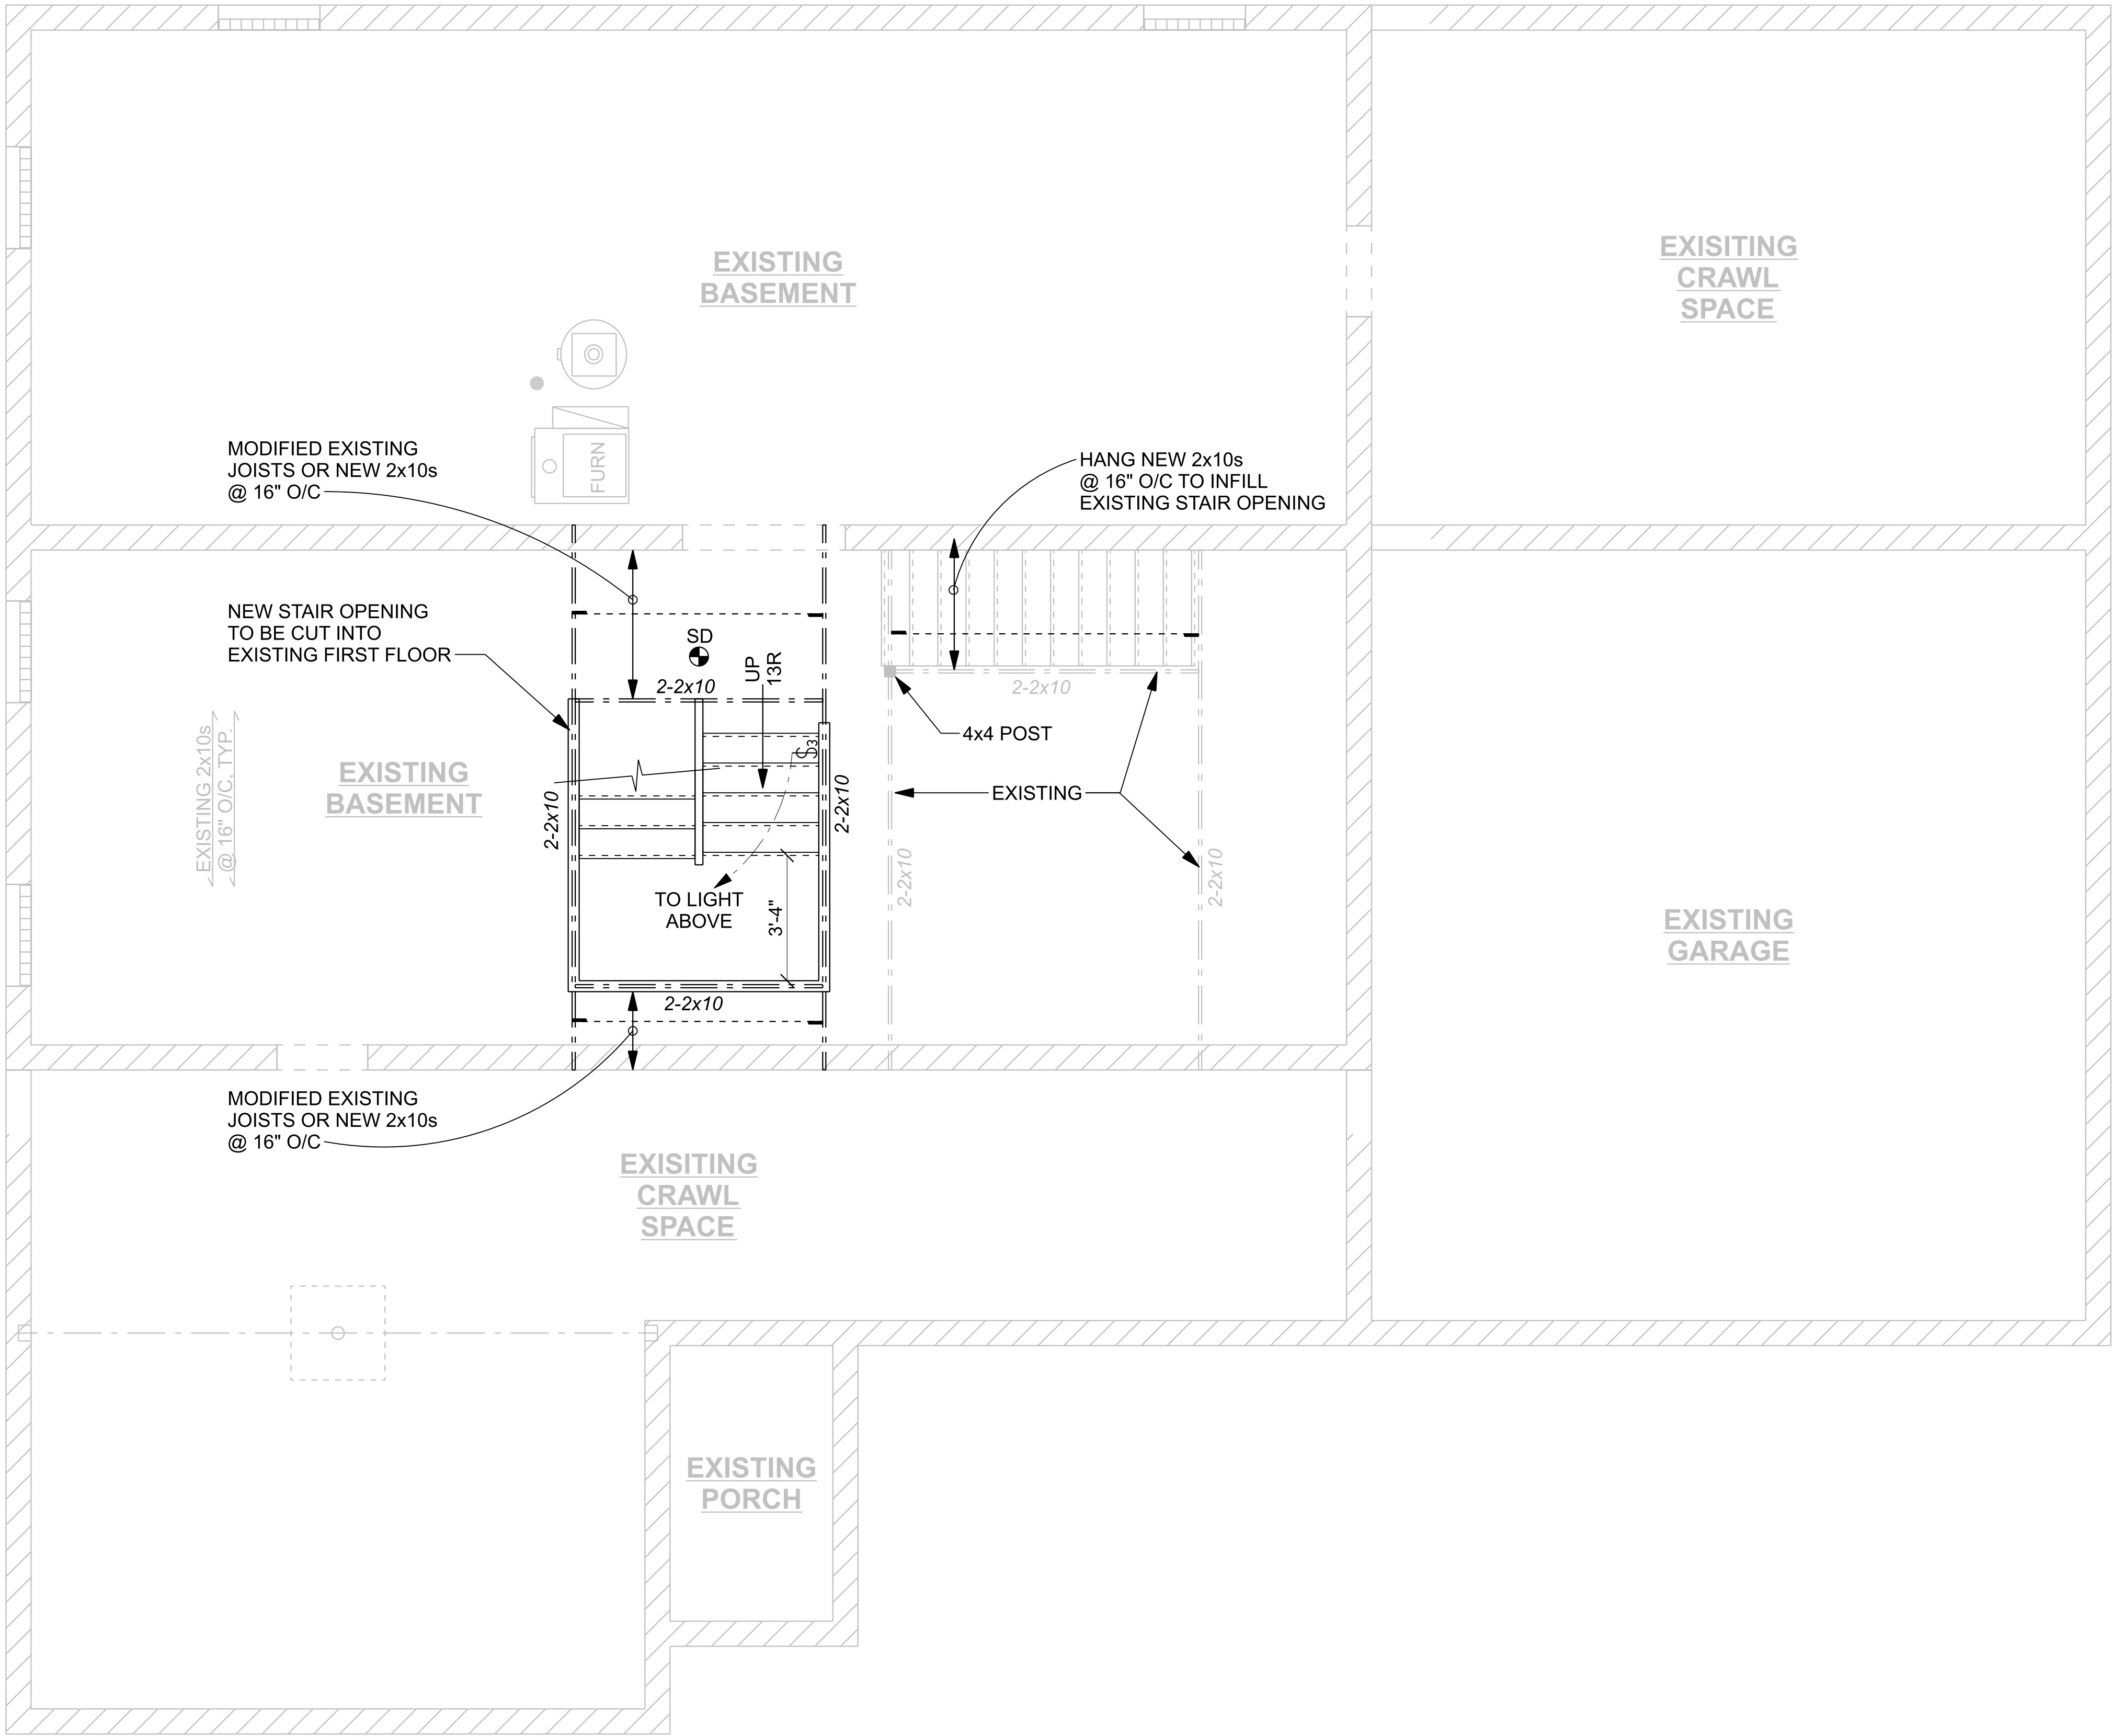 EXISTING
BASEMENT
EXISITING
CRAWL
SPACE
FURN
MODIFIED EXISTING
JOISTS OR NEW 2x10s
@ 16" O/C
HANG NEW 2x10s
@ 16" O/C TO INFILL
EXISTING STAIR OPENING
NEW STAIR OPENING
TO BE CUT INTO
EXISTING FIRST FLOOR
SD
UP
13R
2-2x10
2-2x10
4x4 POST
EXISTING 2x10s
@ 16" O/C, TYP.
EXISTING
BASEMENT
S3
2-2x10
2-2x10
EXISTING
2-2x10
2-2x10
TO LIGHT
ABOVE
3'-4"
EXISTING
GARAGE
2-2x10
MODIFIED EXISTING
JOISTS OR NEW 2x10s
@ 16" O/C
EXISITING
CRAWL
SPACE
EXISTING
PORCH